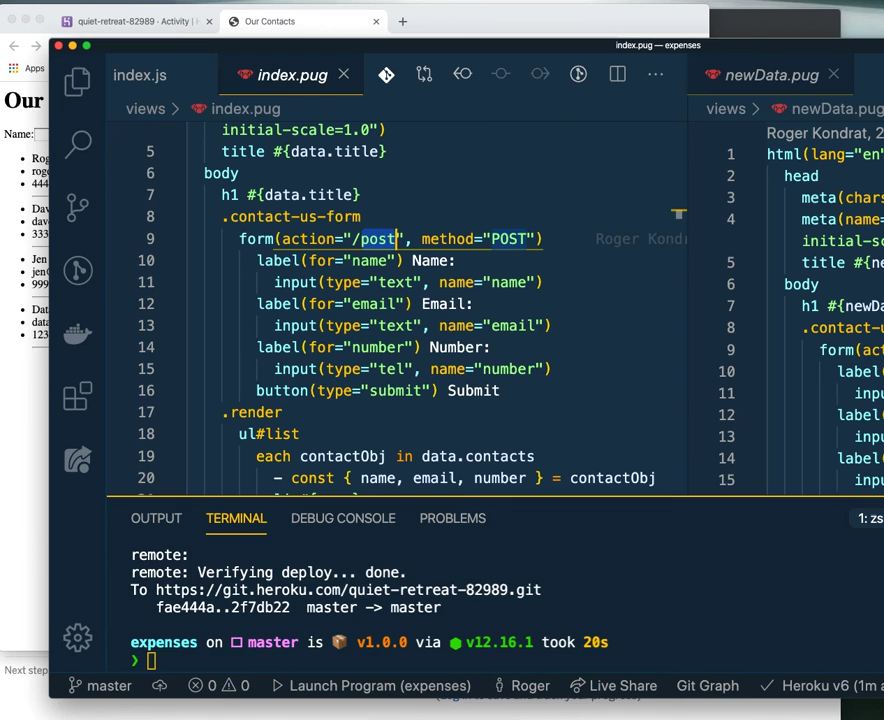 quiet-retreat-82989 · Activity |
Our Contacts
index.pug — expenses
Apps
index.js
index.pug
newData.pug
views > index.pug
views > newData.pug
Our
Name:
Rog
roge
444
Dav
dave
333
Jen
jen@
999
Data
data
123
Next step
initial-scale=1.0")
5 title #{data.title}
6 body
7 h1 #{data.title}
8 .contact-us-form
9 form(action="/post", method="POST") Roger Kondr
10 label(for="name") Name:
11 input(type="text", name="name")
12 label(for="email") Email:
13 input(type="text", name="email")
14 label(for="number") Number:
15 input(type="tel", name="number")
16 button(type="submit") Submit
17 .render
18 ul#list
19 each contactObj in data.contacts
20 - const { name, email, number } = contactObj
Roger Kondrat, 2
1 html(lang="en"
2 head
3 meta(chars
4 meta(name=
initial-sc
5 title #{ne
6 body
7 h1 #{newDa
8 .contact-u
9 form(act
10 label(
11 inpu
12 label(
13 inpu
14 label(
15 inpu
OUTPUT TERMINAL DEBUG CONSOLE PROBLEMS 1: zs
remote:
remote: Verifying deploy... done.
To https://git.heroku.com/quiet-retreat-82989.git
fae444a..2f7db22 master -> master
expenses on master is 📦 v1.0.0 via v12.16.1 took 20s
❯
master 0 0 Launch Program (expenses) Roger Live Share Git Graph Heroku v6 (1m a